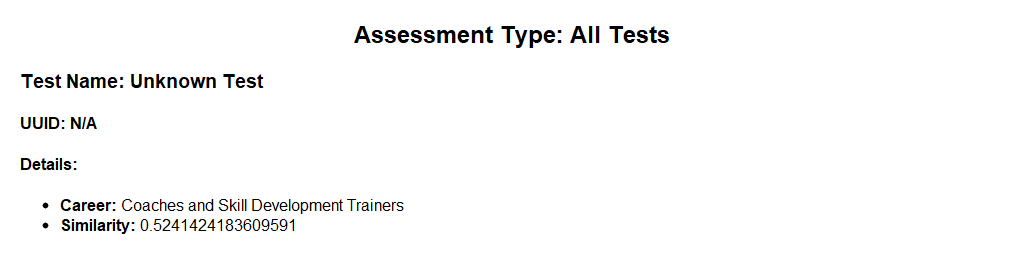 Assessment Type: All Tests
Test Name: Unknown Test
UUID: N/A
Details:
• Career: Coaches and Skill Development Trainers
• Similarity: 0.5241424183609591